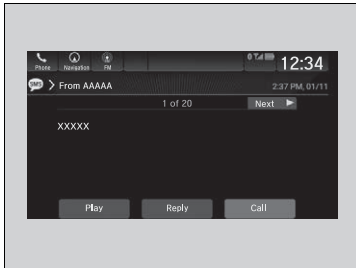 Phone Navigation FM 12:34
SMS > From AAAAA 2:37 PM, 01/11
1 of 20 Next
XXXXX
Play Reply Call